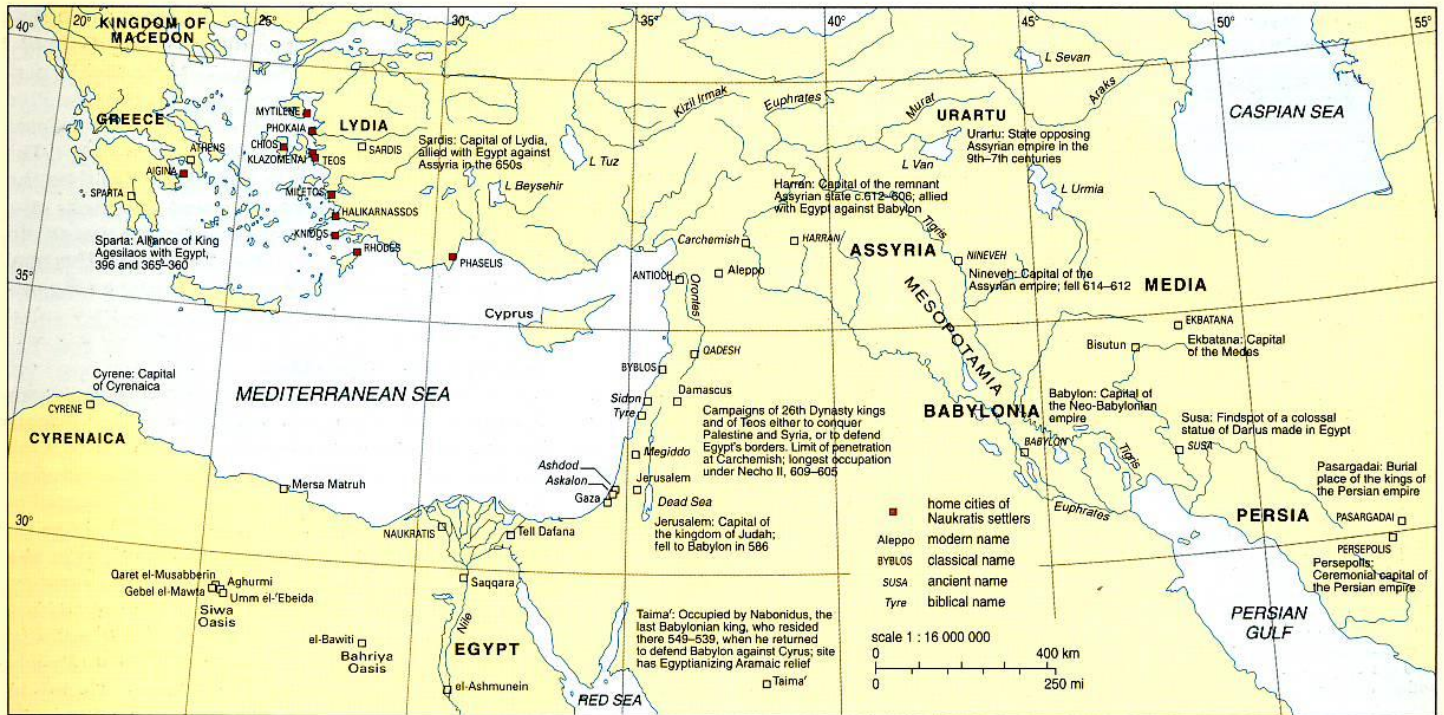 KINGDOM OF
MACEDON
40°
20°
25°
30°
35°
40°
45°
50°
55°
40°
35°
30°
GREECE
ATHENS
AIGINA
SPARTA
Sparta: Alliance of King
Agesilaos with Egypt,
396 and 365–360
MYTILENE
PHOKAIA
CHIOS
KLAZOMENAI
TEOS
MILETOS
HALIKARNASSOS
KNIDOS
RHODES
PHASELIS
LYDIA
SARDIS
Sardis: Capital of Lydia,
allied with Egypt against
Assyria in the 650s
L Beysehir
L Tuz
Kizil Irmak
Euphrates
Murat
Araks
L Sevan
URARTU
Urartu: State opposing
Assyrian empire in the
9th–7th centuries
L Van
L Urmia
CASPIAN SEA
Harran: Capital of the remnant
Assyrian state c.612–606; allied
with Egypt against Babylon
Carchemish
HARRAN
Tigris
ASSYRIA
NINEVEH
Nineveh: Capital of the
Assyrian empire; fell 614–612
MEDIA
ANTIOCH
Aleppo
Orontes
MESOPOTAMIA
EKBATANA
Ekbatana: Capital
of the Medes
Bisutun
Cyprus
QADESH
BYBLOS
Damascus
Sidon
Tyre
Megiddo
Ashdod
Askalon
Gaza
Jerusalem
Dead Sea
Jerusalem: Capital of
the kingdom of Judah;
fell to Babylon in 586
Campaigns of 26th Dynasty kings
and of Teos either to conquer
Palestine and Syria, or to defend
Egypt's borders. Limit of penetration
at Carchemish; longest occupation
under Necho II, 609–605
BABYLONIA
Babylon: Capital of
the Neo-Babylonian
empire
BABYLON
Tigris
Euphrates
Susa: Findspot of a colossal
statue of Darius made in Egypt
SUSA
Pasargadai: Burial
place of the kings of
the Persian empire
PERSIA
PASARGADAI
PERSEPOLIS
Persepolis:
Ceremonial capital of
the Persian empire
PERSIAN
GULF
MEDITERRANEAN SEA
Cyrene: Capital
of Cyrenaica
CYRENE
CYRENAICA
Mersa Matruh
NAUKRATIS
Tell Dafana
Saqqara
Qaret el-Musabberin
Aghurmi
Gebel el-Mawta
Umm el-'Ebeida
Siwa
Oasis
el-Bawiti
Bahriya
Oasis
Nile
EGYPT
el-Ashmunein
RED SEA
Taima': Occupied by Nabonidus, the
last Babylonian king, who resided
there 549–539, when he returned
to defend Babylon against Cyrus; site
has Egyptianizing Aramaic relief
Taima'
home cities of
Naukratis settlers
Aleppo modern name
BYBLOS classical name
SUSA ancient name
Tyre biblical name
scale 1 : 16 000 000
0 400 km
0 250 mi